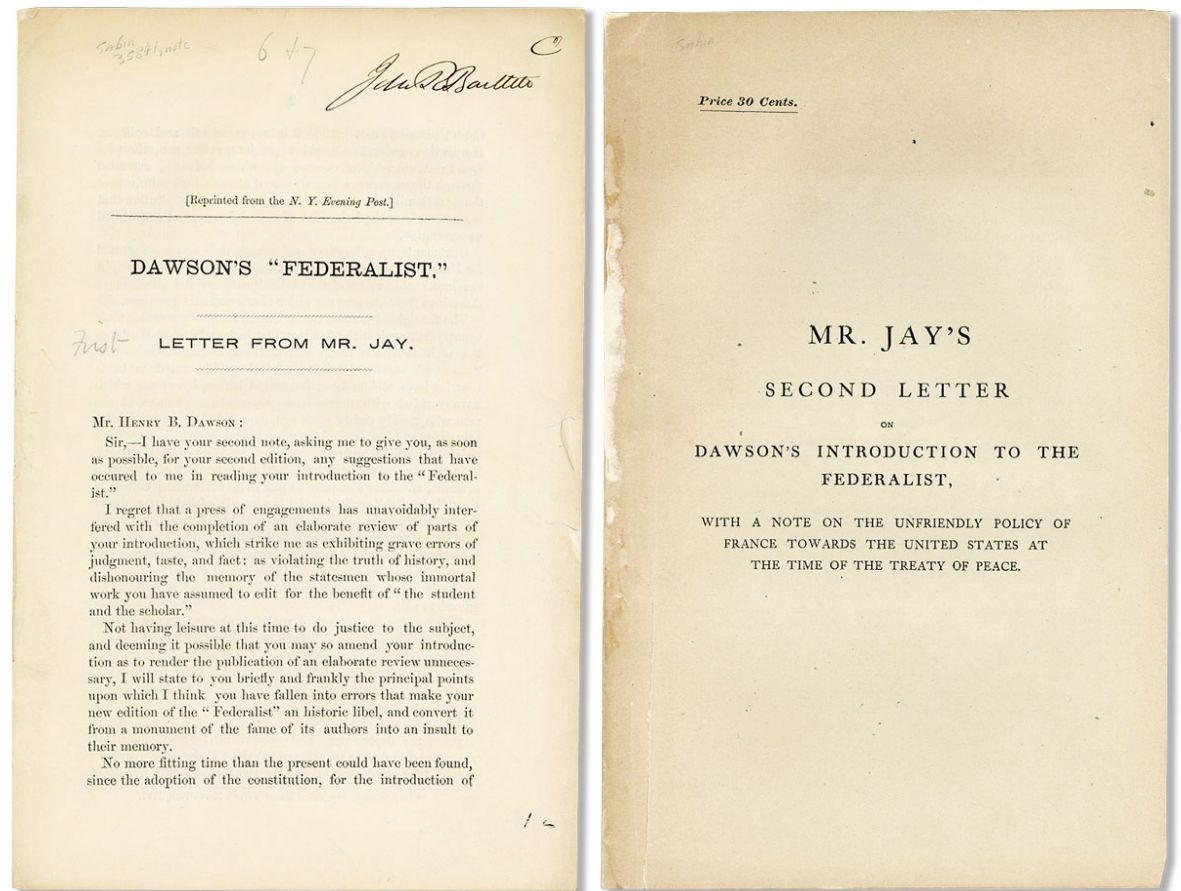 Sabin
35841, note
6 + 7
C
John R Bartlett
[Reprinted from the N. Y. Evening Post.]
DAWSON'S "FEDERALIST."
First
LETTER FROM MR. JAY.
Mr. Henry B. Dawson:
Sir,—I have your second note, asking me to give you, as soon
as possible, for your second edition, any suggestions that have
occured to me in reading your introduction to the "Federal-
ist."
I regret that a press of engagements has unavoidably inter-
fered with the completion of an elaborate review of parts of
your introduction, which strike me as exhibiting grave errors of
judgment, taste, and fact: as violating the truth of history, and
dishonouring the memory of the statesmen whose immortal
work you have assumed to edit for the benefit of "the student
and the scholar."
Not having leisure at this time to do justice to the subject,
and deeming it possible that you may so amend your introduc-
tion as to render the publication of an elaborate review unneces-
sary, I will state to you briefly and frankly the principal points
upon which I think you have fallen into errors that make your
new edition of the "Federalist" an historic libel, and convert it
from a monument of the fame of its authors into an insult to
their memory.
No more fitting time than the present could have been found,
since the adoption of the constitution, for the introduction of
Sabin
Price 30 Cents.
MR. JAY'S
SECOND LETTER
ON
DAWSON'S INTRODUCTION TO THE
FEDERALIST,
WITH A NOTE ON THE UNFRIENDLY POLICY OF
FRANCE TOWARDS THE UNITED STATES AT
THE TIME OF THE TREATY OF PEACE.